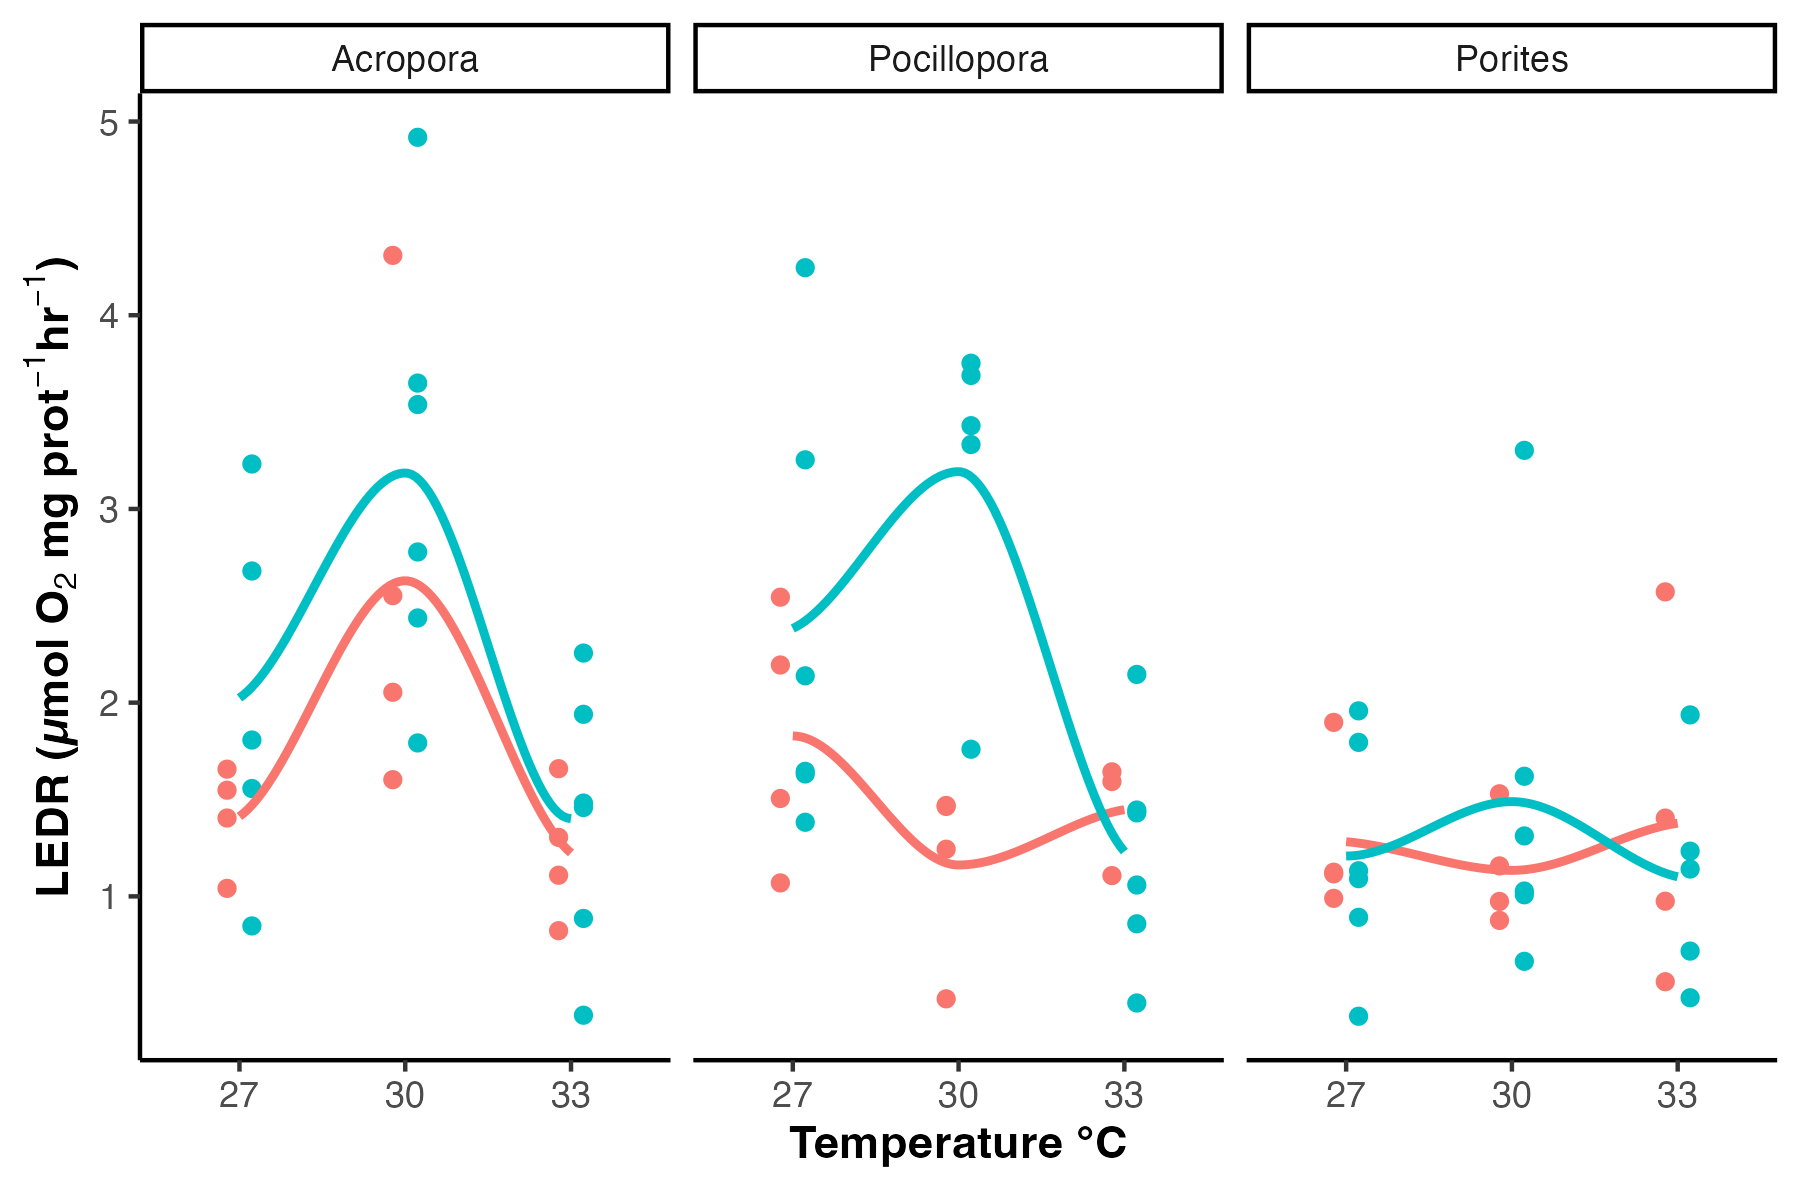 Acropora Pocillopora Porites
LEDR (µmol O₂ mg prot⁻¹hr⁻¹)
5
4
3
2
1
27 30 33 27 30 33 27 30 33
Temperature °C